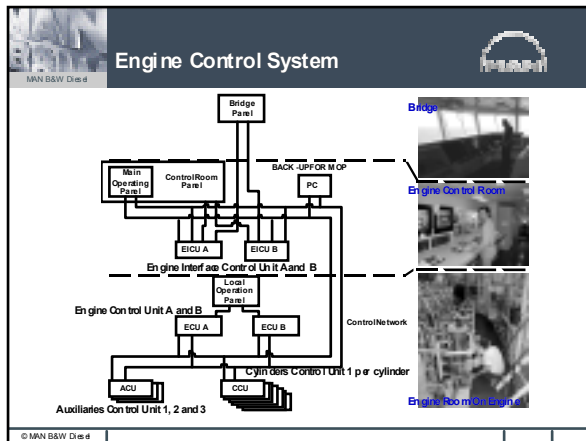 Engine Control System
MAN B&W Diesel
MAN
Bridge
Panel
Bridge
BACK-UP FOR MOP
Main
Operating
Panel
Control Room
Panel
PC
Engine Control Room
EICU A
EICU B
Engine Interface Control Unit A and B
Local
Operation
Panel
Engine Control Unit A and B
ECU A
ECU B
Control Network
Cylinders Control Unit 1 per cylinder
ACU
CCU
Auxiliaries Control Unit 1, 2 and 3
Engine Room/On Engine
© MAN B&W Diesel